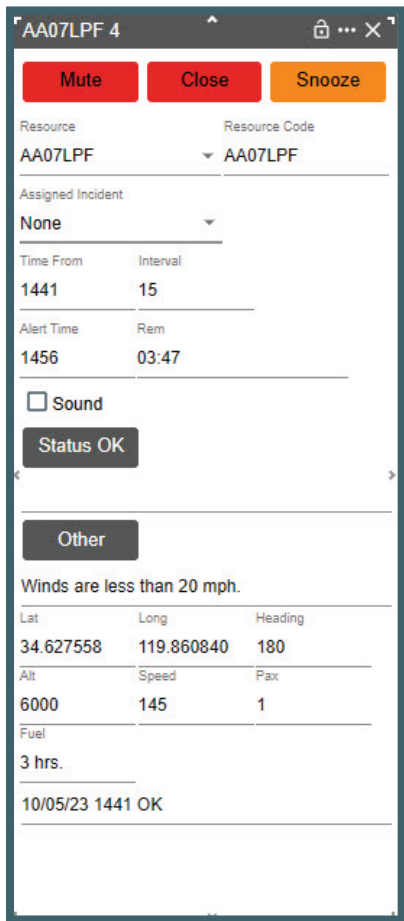 AA07LPF 4
Mute Close Snooze
Resource Resource Code
AA07LPF AA07LPF
Assigned Incident
None
Time From Interval
1441 15
Alert Time Rem
1456 03:47
Sound
Status OK
Other
Winds are less than 20 mph.
Lat Long Heading
34.627558 119.860840 180
Alt Speed Pax
6000 145 1
Fuel
3 hrs.
10/05/23 1441 OK